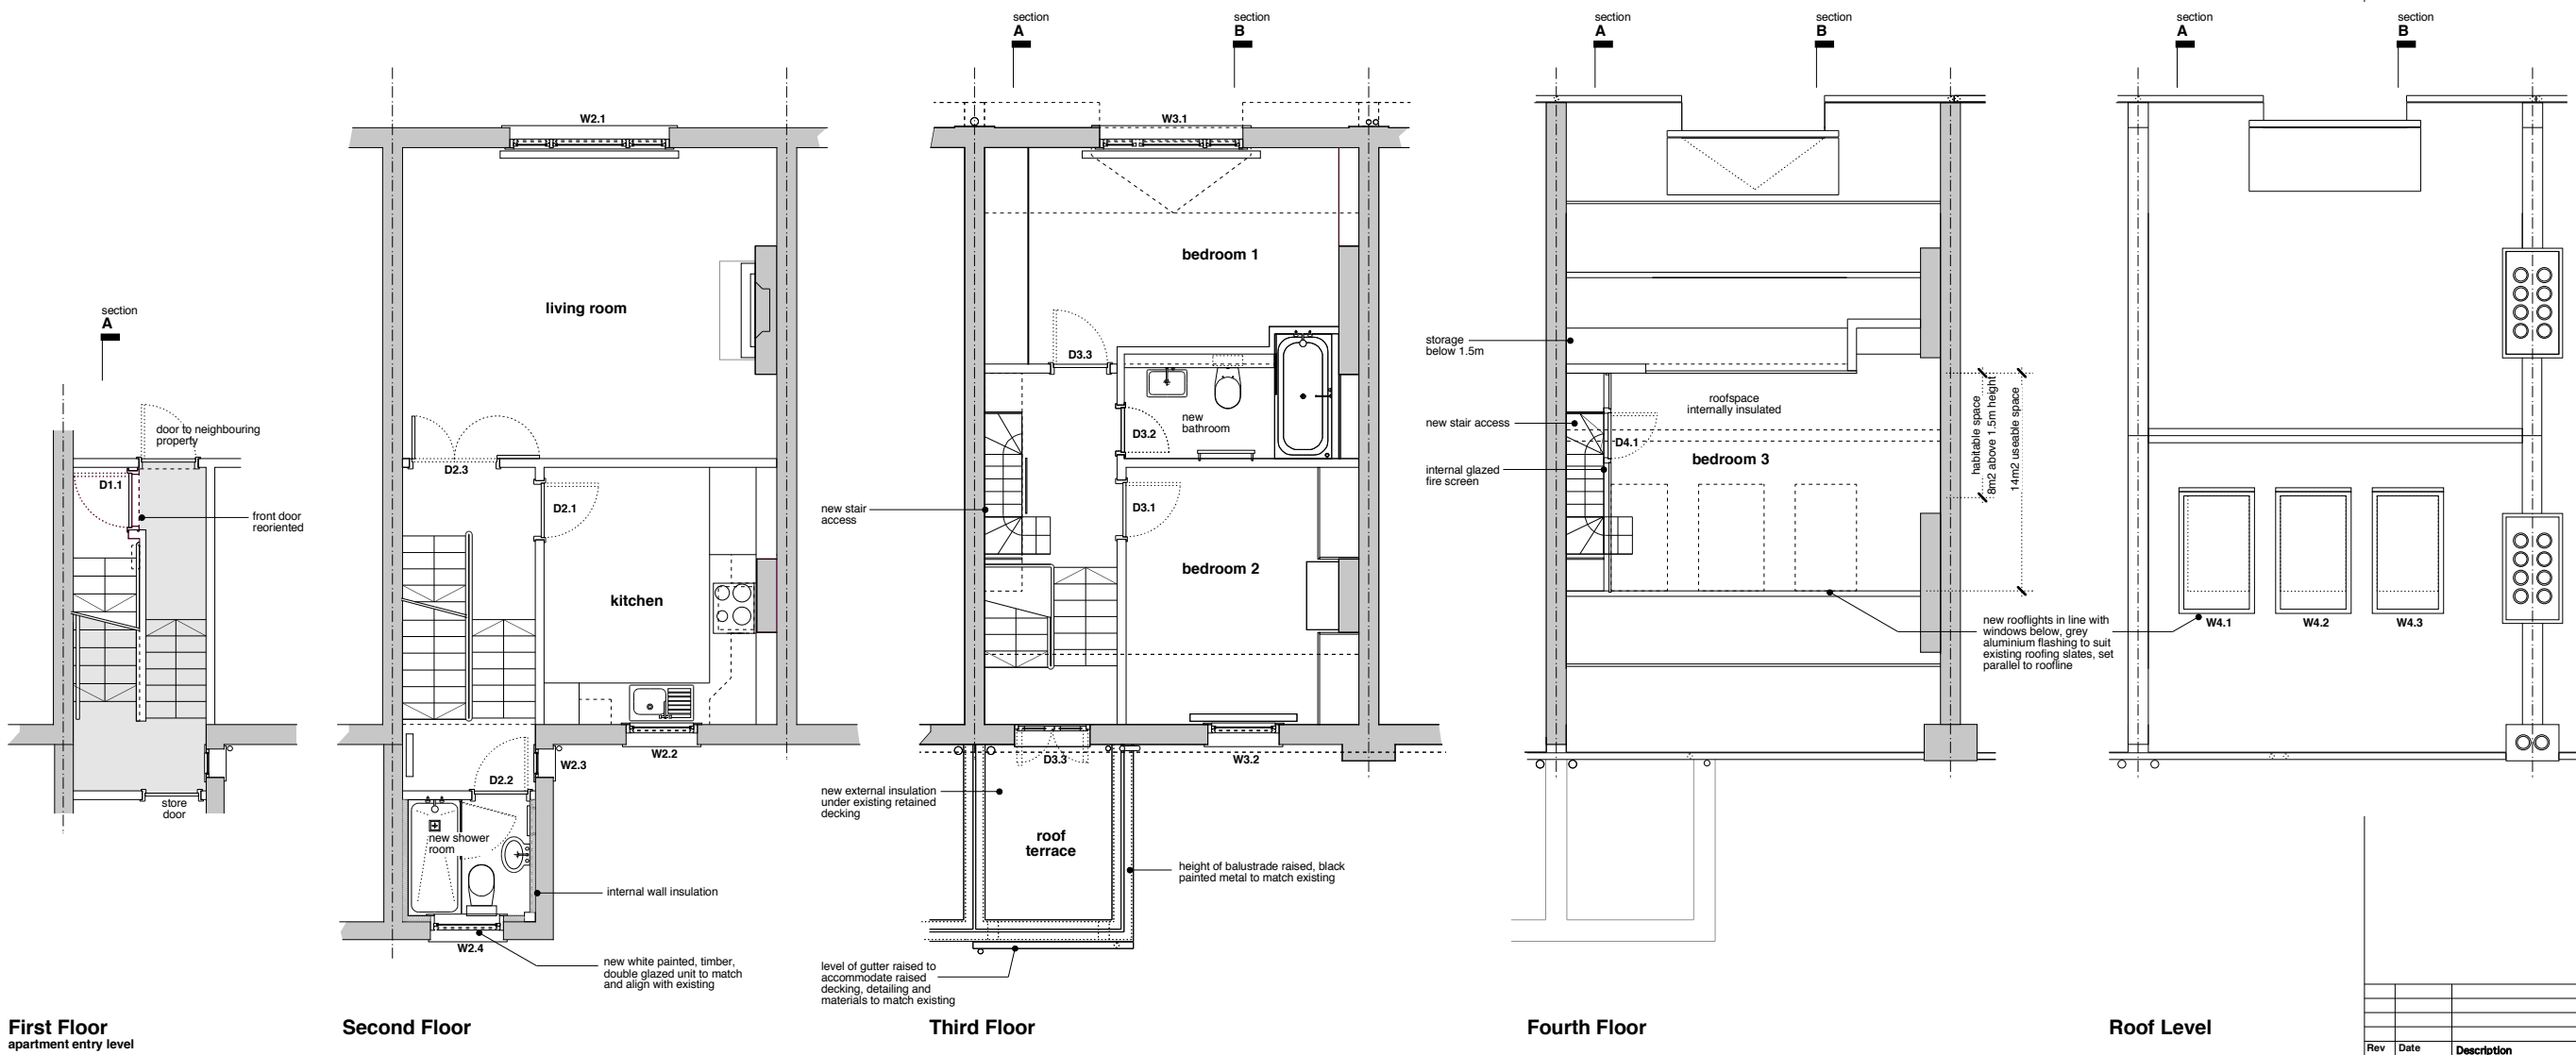 section
A
door to neighbouring
property
D1.1
front door
reoriented
store
door
First Floor
apartment entry level
W2.1
living room
D2.3
D2.1
kitchen
W2.2
W2.3
D2.2
new shower
room
internal wall insulation
W2.4
new white painted, timber,
double glazed unit to match
and align with existing
Second Floor
section
A
section
B
W3.1
bedroom 1
D3.3
new
bathroom
D3.2
new stair
access
D3.1
bedroom 2
D3.3
W3.2
new external insulation
under existing retained
decking
roof
terrace
height of balustrade raised, black
painted metal to match existing
level of gutter raised to
accommodate raised
decking, detailing and
materials to match existing
Third Floor
section
A
section
B
storage
below 1.5m
roofspace
internally insulated
new stair access
D4.1
bedroom 3
internal glazed
fire screen
habitable space
8m2 above 1.5m height
14m2 useable space
new rooflights in line with
windows below, grey
aluminium flashing to suit
existing roofing slates, set
parallel to roofline
Fourth Floor
section
A
section
B
W4.1
W4.2
W4.3
Roof Level
Rev Date Description